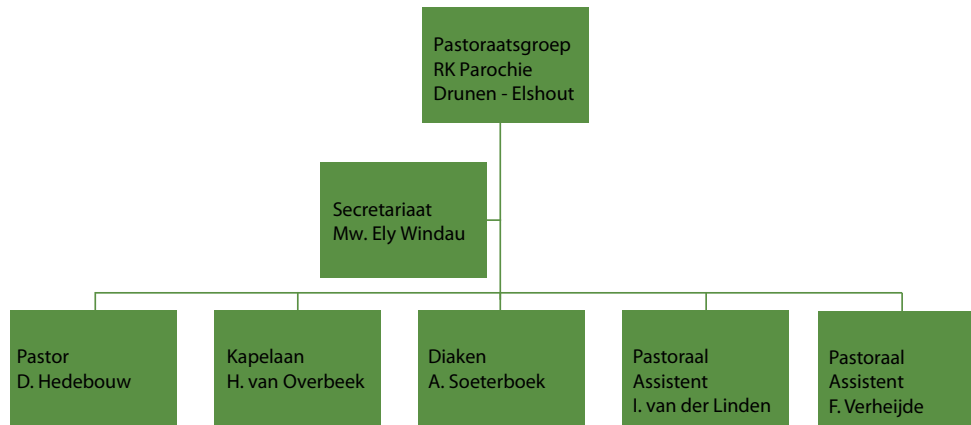 Pastoraatsgroep
RK Parochie
Drunen - Elshout
Secretariaat
Mw. Ely Windau
Pastor
D. Hedebouw
Kapelaan
H. van Overbeek
Diaken
A. Soeterboek
Pastoraal
Assistent
I. van der Linden
Pastoraal
Assistent
F. Verheijde